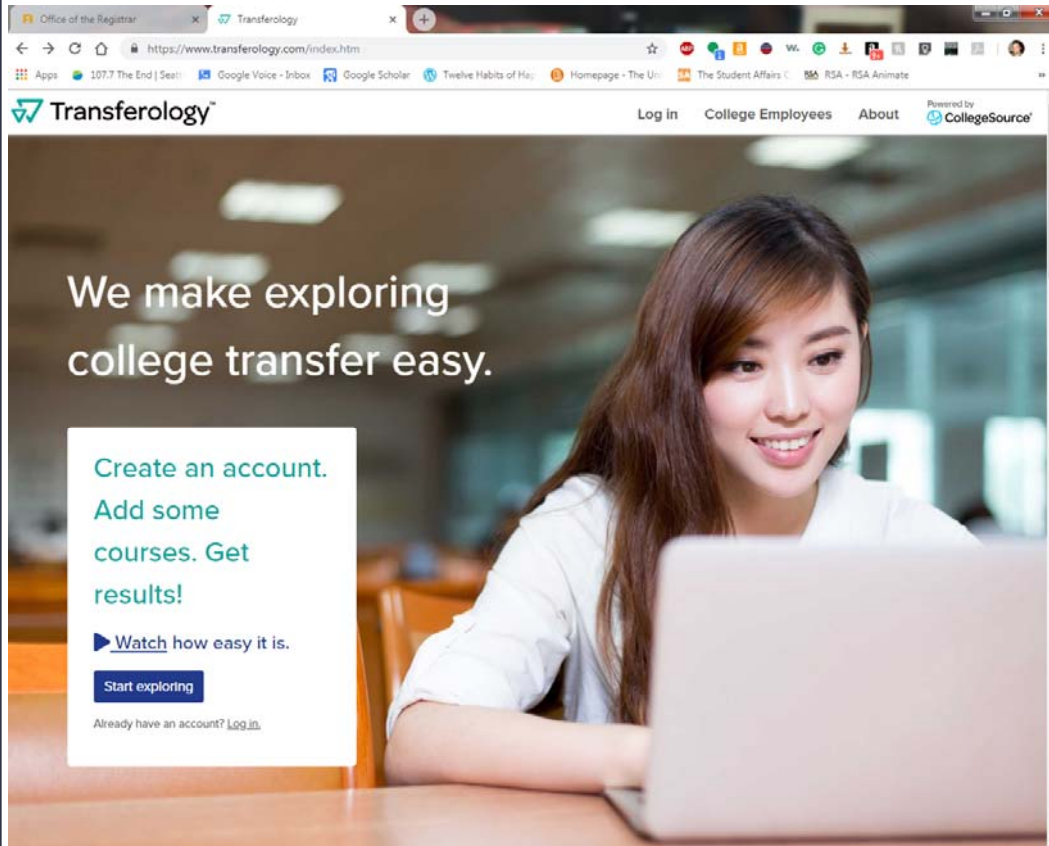 Office of the Registrar
Transferology
https://www.transferology.com/index.htm
Apps 107.7 The End | Seatt Google Voice - Inbox Google Scholar Twelve Habits of Hap Homepage - The Uni The Student Affairs C RSA - RSA Animate
Transferology
Log in College Employees About Powered by
CollegeSource
We make exploring
college transfer easy.
Create an account.
Add some
courses. Get
results!
Watch how easy it is.
Start exploring
Already have an account? Log in.